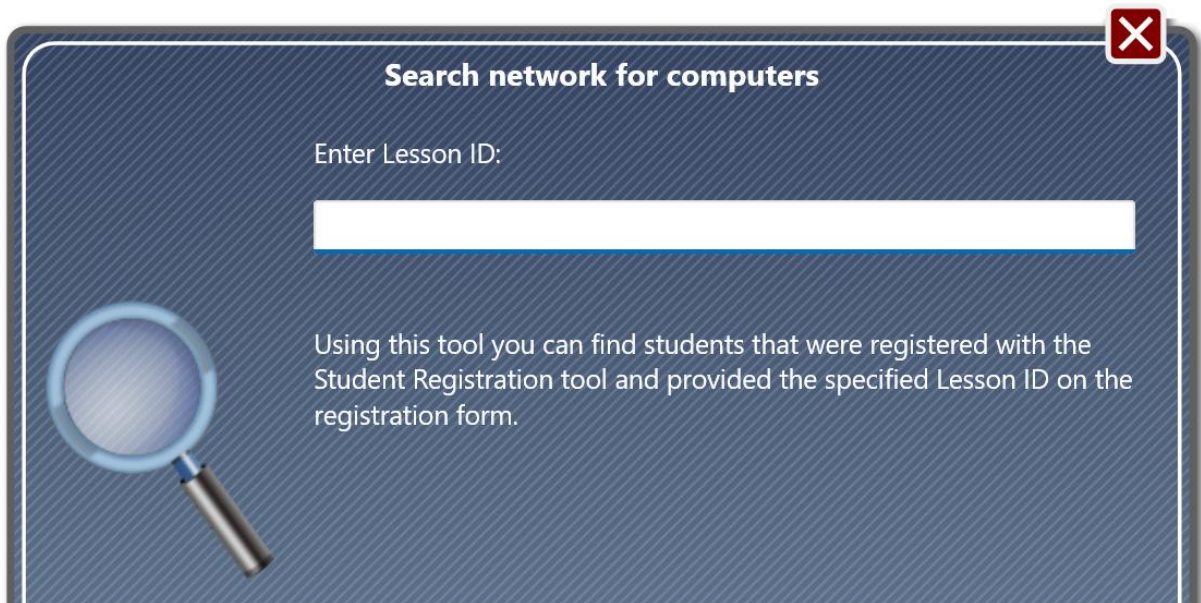 Search network for computers
Enter Lesson ID:
Using this tool you can find students that were registered with the
Student Registration tool and provided the specified Lesson ID on the
registration form.